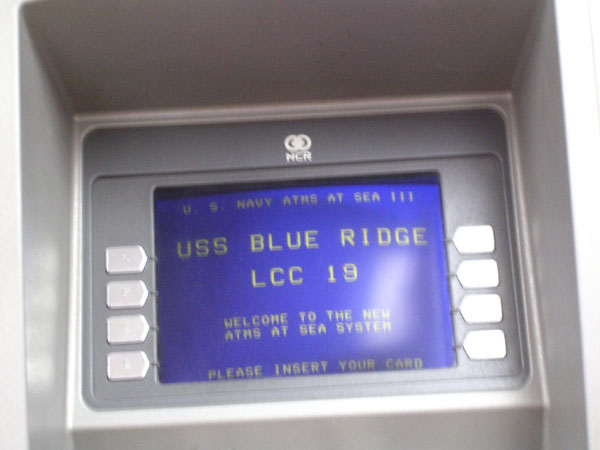 NCR
U. S. NAVY ATMS AT SEA III
USS BLUE RIDGE
LCC 19
WELCOME TO THE NEW
ATMS AT SEA SYSTEM
PLEASE INSERT YOUR CARD